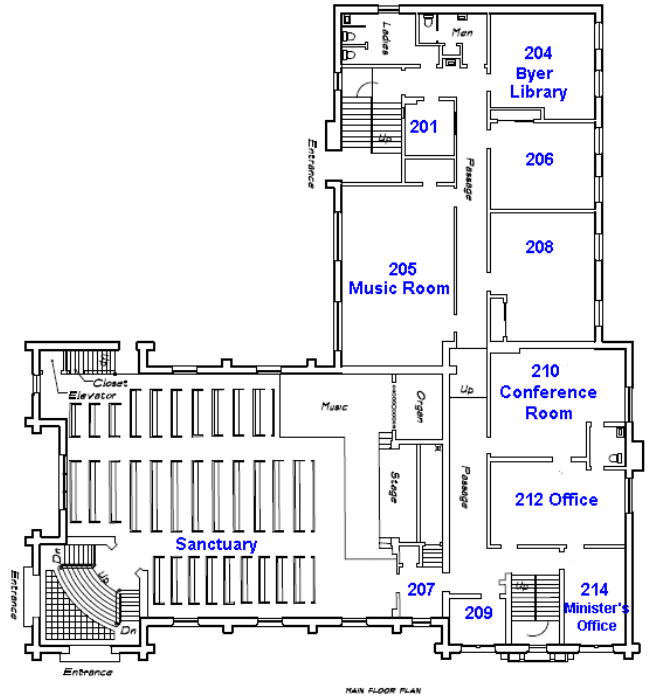 Ladies
Men
204
Byer
Library
201
Up
Entrance
Passage
206
205
Music Room
208
Up
Closet
Elevator
Music
Organ
Up
210
Conference
Room
Stage
Passage
212 Office
Sanctuary
Dn
Up
Dn
Entrance
Entrance
207
209
Up
214
Minister's
Office
MAIN FLOOR PLAN